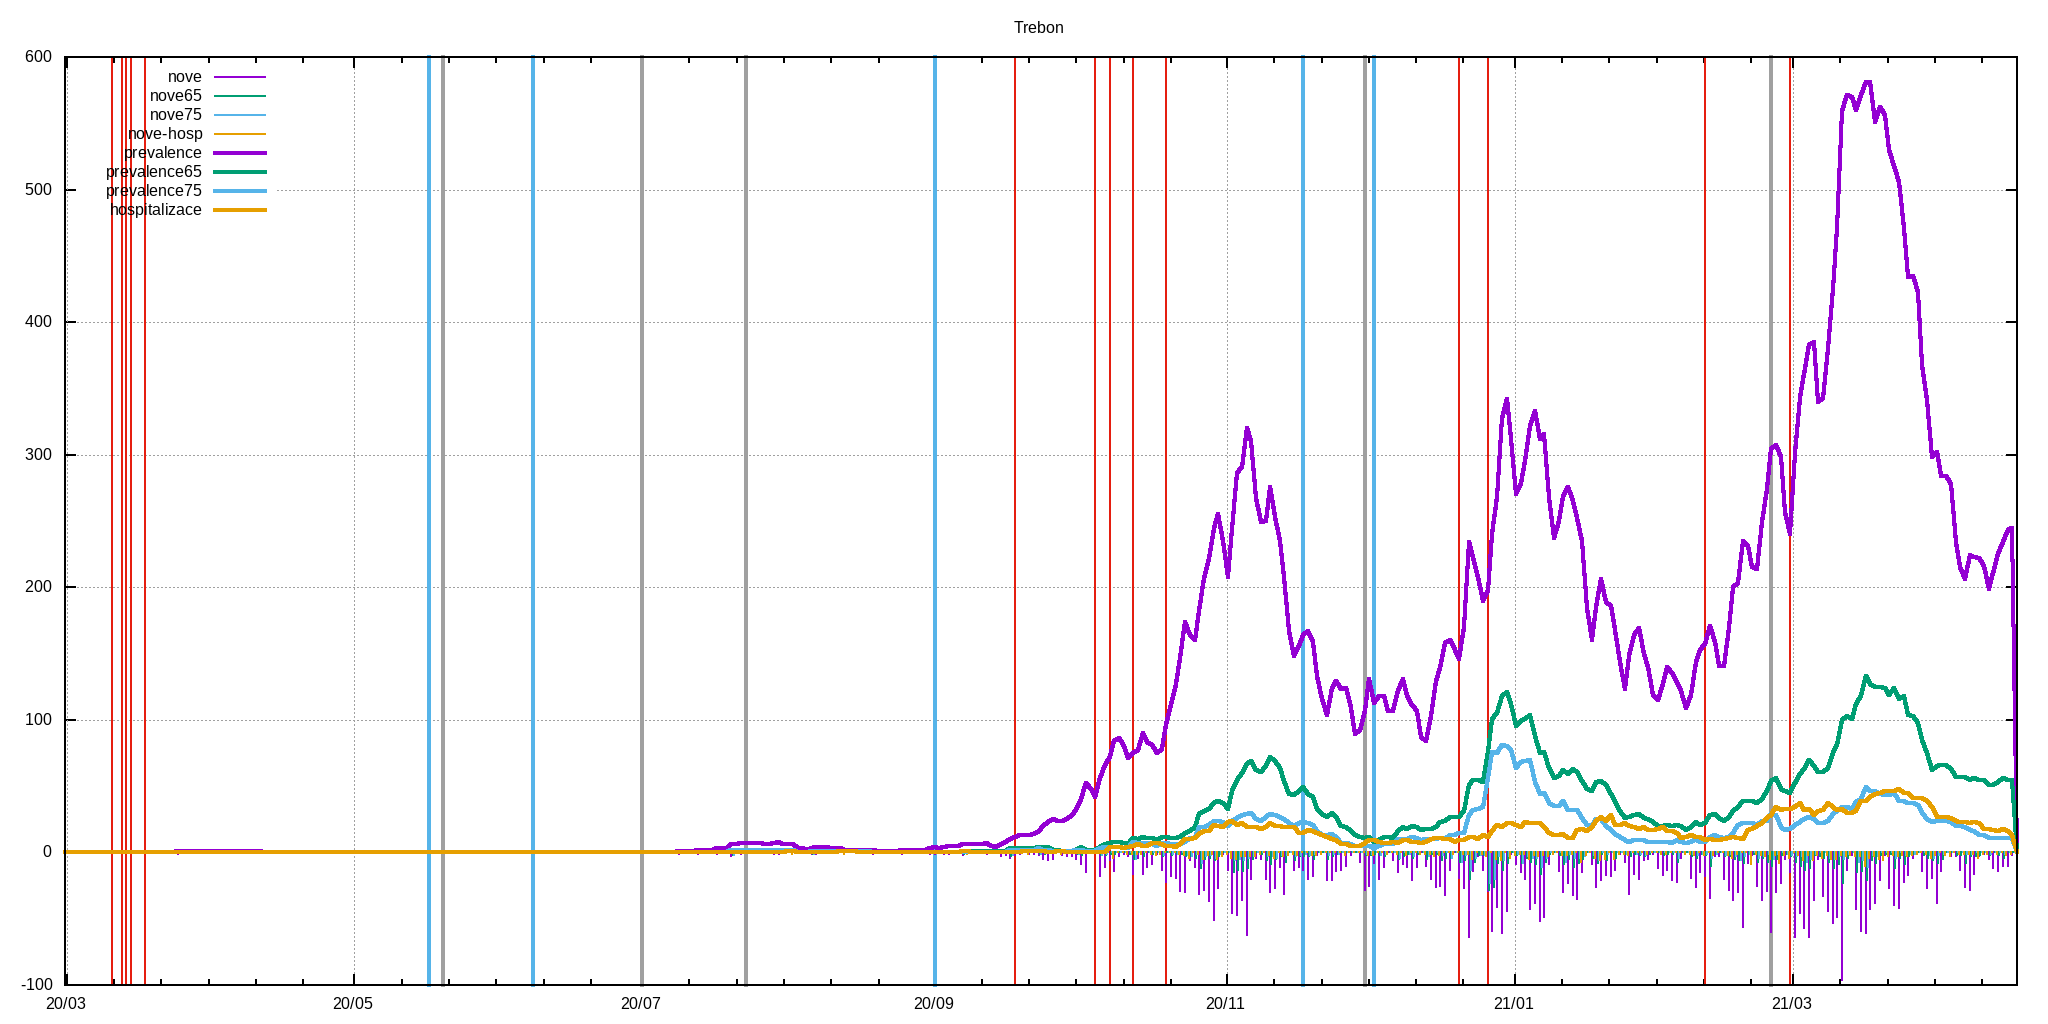 Trebon
600
500
400
300
200
100
0
-100
nove
nove65
nove75
nove-hosp
prevalence
prevalence65
prevalence75
hospitalizace
20/03 20/05 20/07 20/09 20/11 21/01 21/03